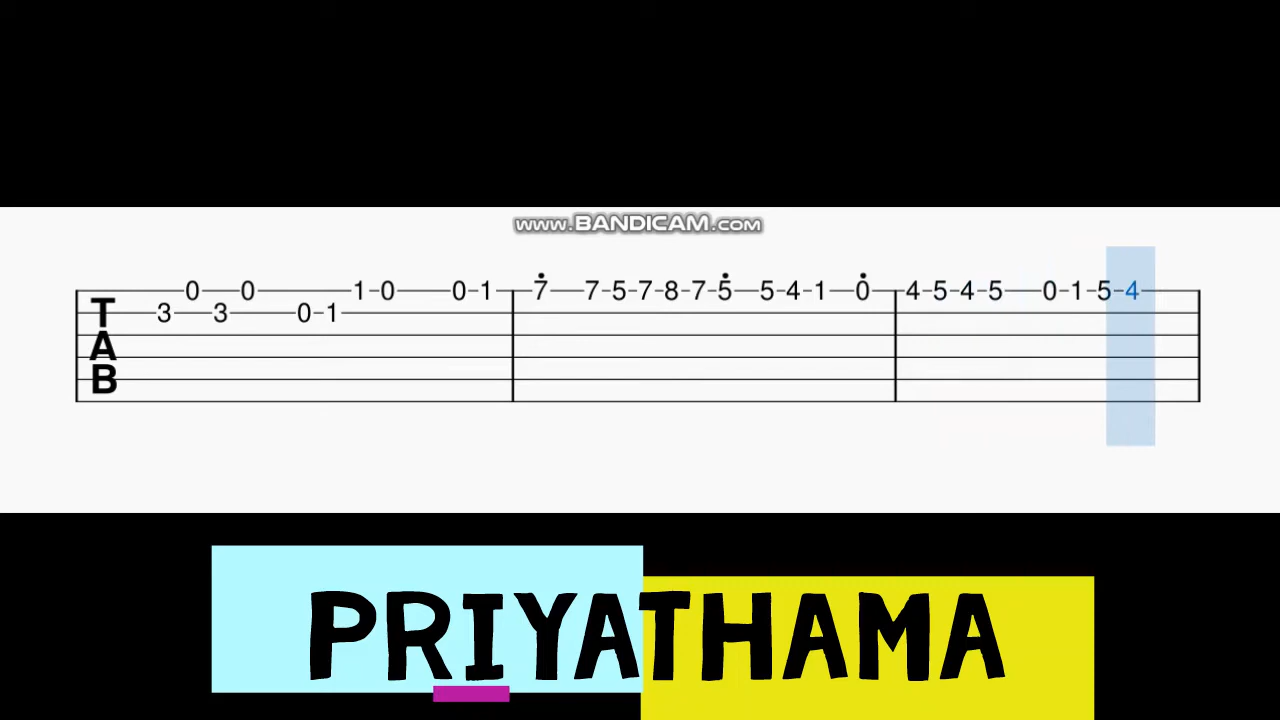 www.BANDICAM.com
0 0 1-0 0-1 7 7-5-7-8-7-5 5-4-1 0 4-5-4-5 0-1-5-4
T 3 3 0-1
A
B
PRIYATHAMA